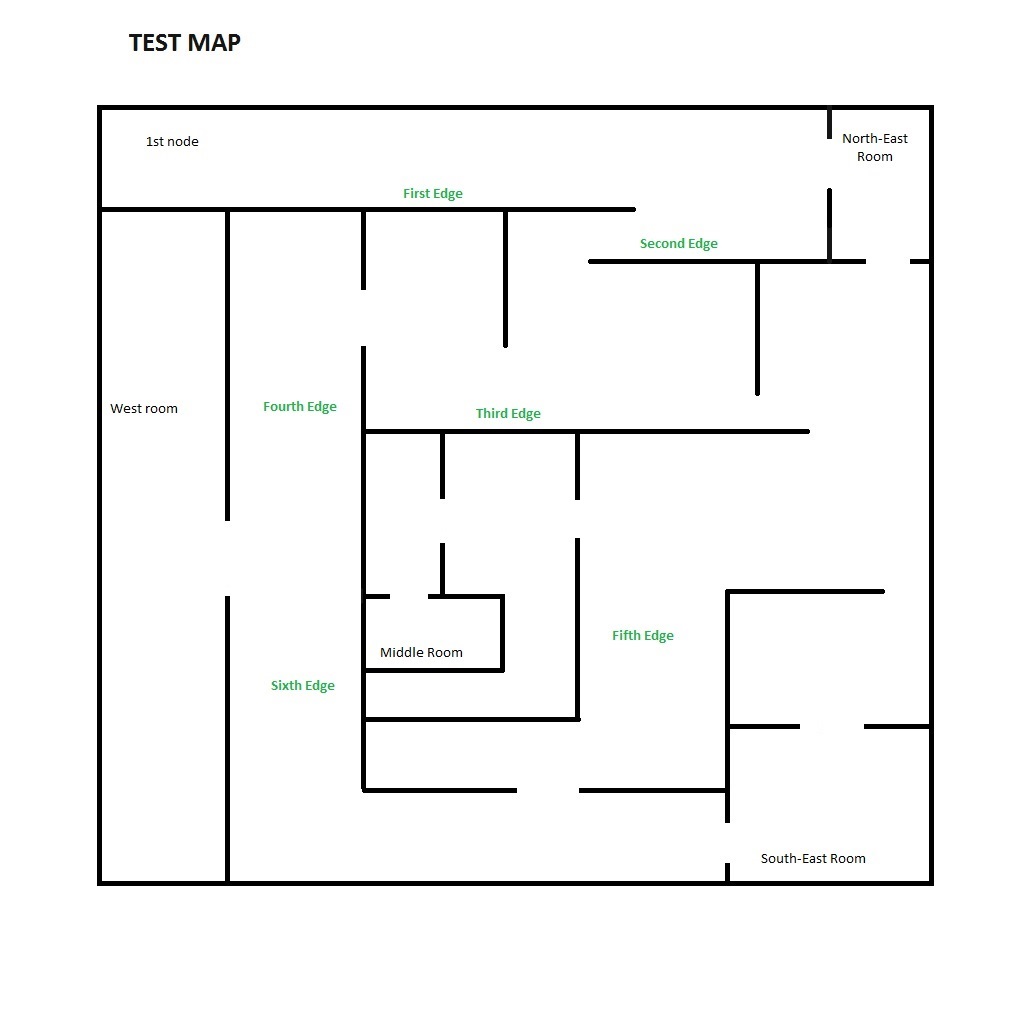 TEST MAP
1st node
North-East
Room
First Edge
Second Edge
West room
Fourth Edge
Third Edge
Fifth Edge
Middle Room
Sixth Edge
South-East Room